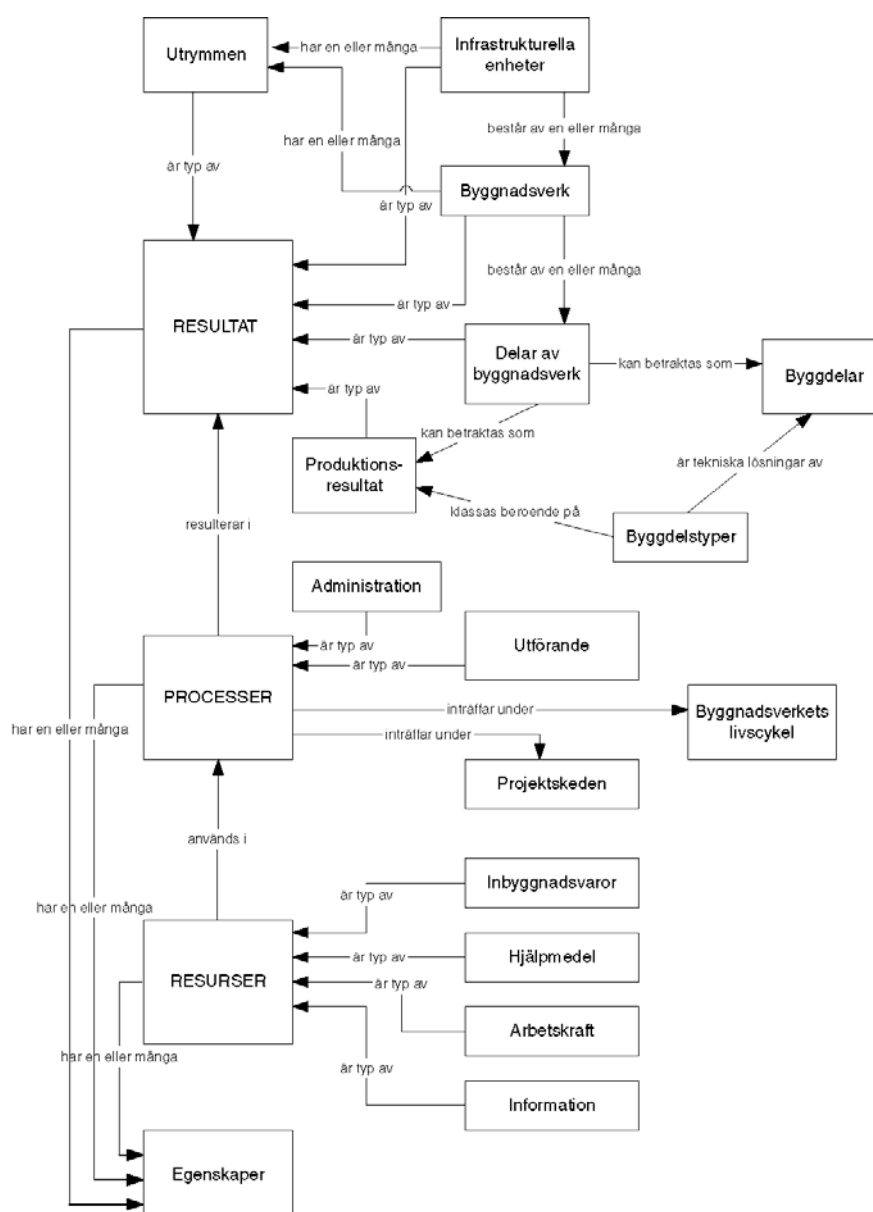 Utrymmen
har en eller många
Infrastrukturella
enheter
består av en eller många
har en eller många
är typ av
Byggnadsverk
är typ av
består av en eller många
RESULTAT
är typ av
är typ av
Delar av
byggnadsverk
kan betraktas som
Byggdelar
är typ av
kan betraktas som
är tekniska lösningar av
Produktions-
resultat
klassas beroende på
resulterar i
Byggdelstyper
Administration
är typ av
Utförande
är typ av
PROCESSER
inträffar under
Byggnadsverkets
livscykel
har en eller många
inträffar under
Projektskeden
används i
Inbyggnadsvaror
är typ av
har en eller många
är typ av
Hjälpmedel
RESURSER
är typ av
Arbetskraft
har en eller många
är typ av
Information
Egenskaper